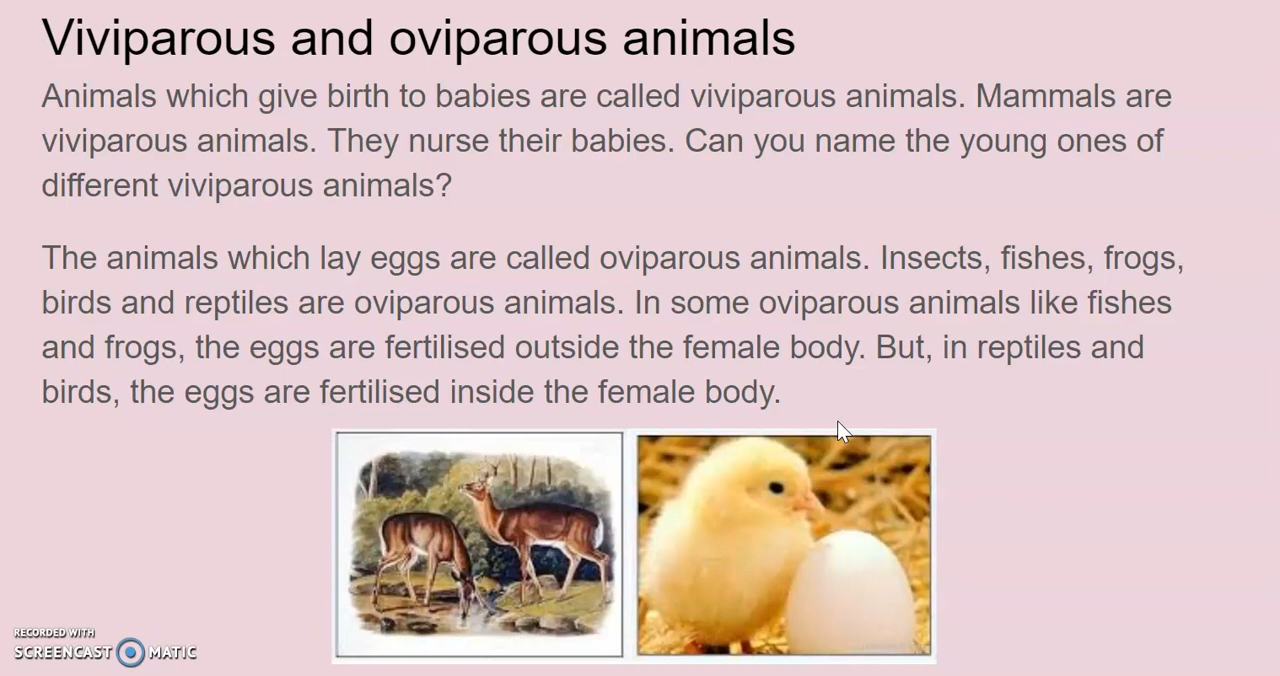 Viviparous and oviparous animals
Animals which give birth to babies are called viviparous animals. Mammals are
viviparous animals. They nurse their babies. Can you name the young ones of
different viviparous animals?
The animals which lay eggs are called oviparous animals. Insects, fishes, frogs,
birds and reptiles are oviparous animals. In some oviparous animals like fishes
and frogs, the eggs are fertilised outside the female body. But, in reptiles and
birds, the eggs are fertilised inside the female body.
RECORDED WITH
SCREENCAST MATIC